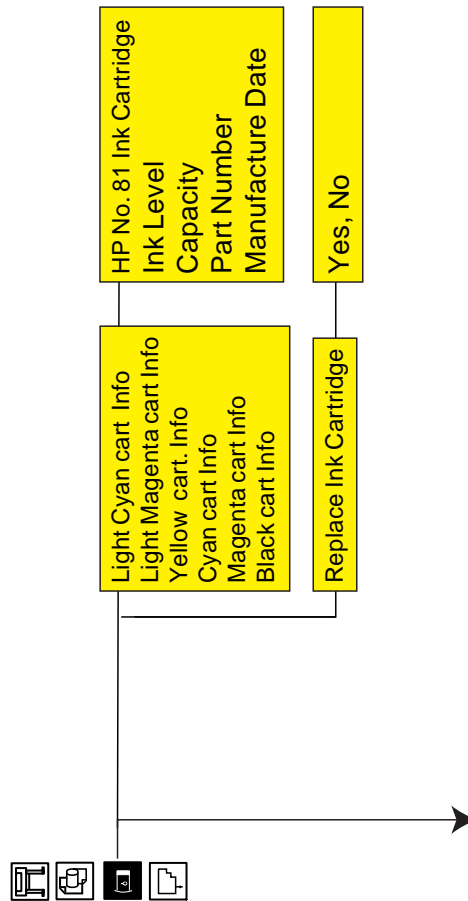 Light Cyan cart Info
Light Magenta cart Info
Yellow cart. Info
Cyan cart Info
Magenta cart Info
Black cart Info
HP No. 81 Ink Cartridge
Ink Level
Capacity
Part Number
Manufacture Date
Replace Ink Cartridge
Yes, No